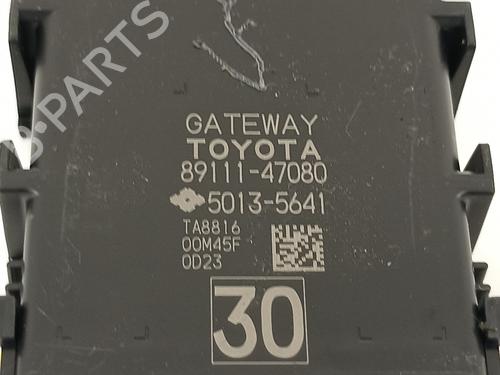 B-PARTS
GATEWAY
TOYOTA
89111-47080
5013-5641
TA8816
00M45F
0D23
30